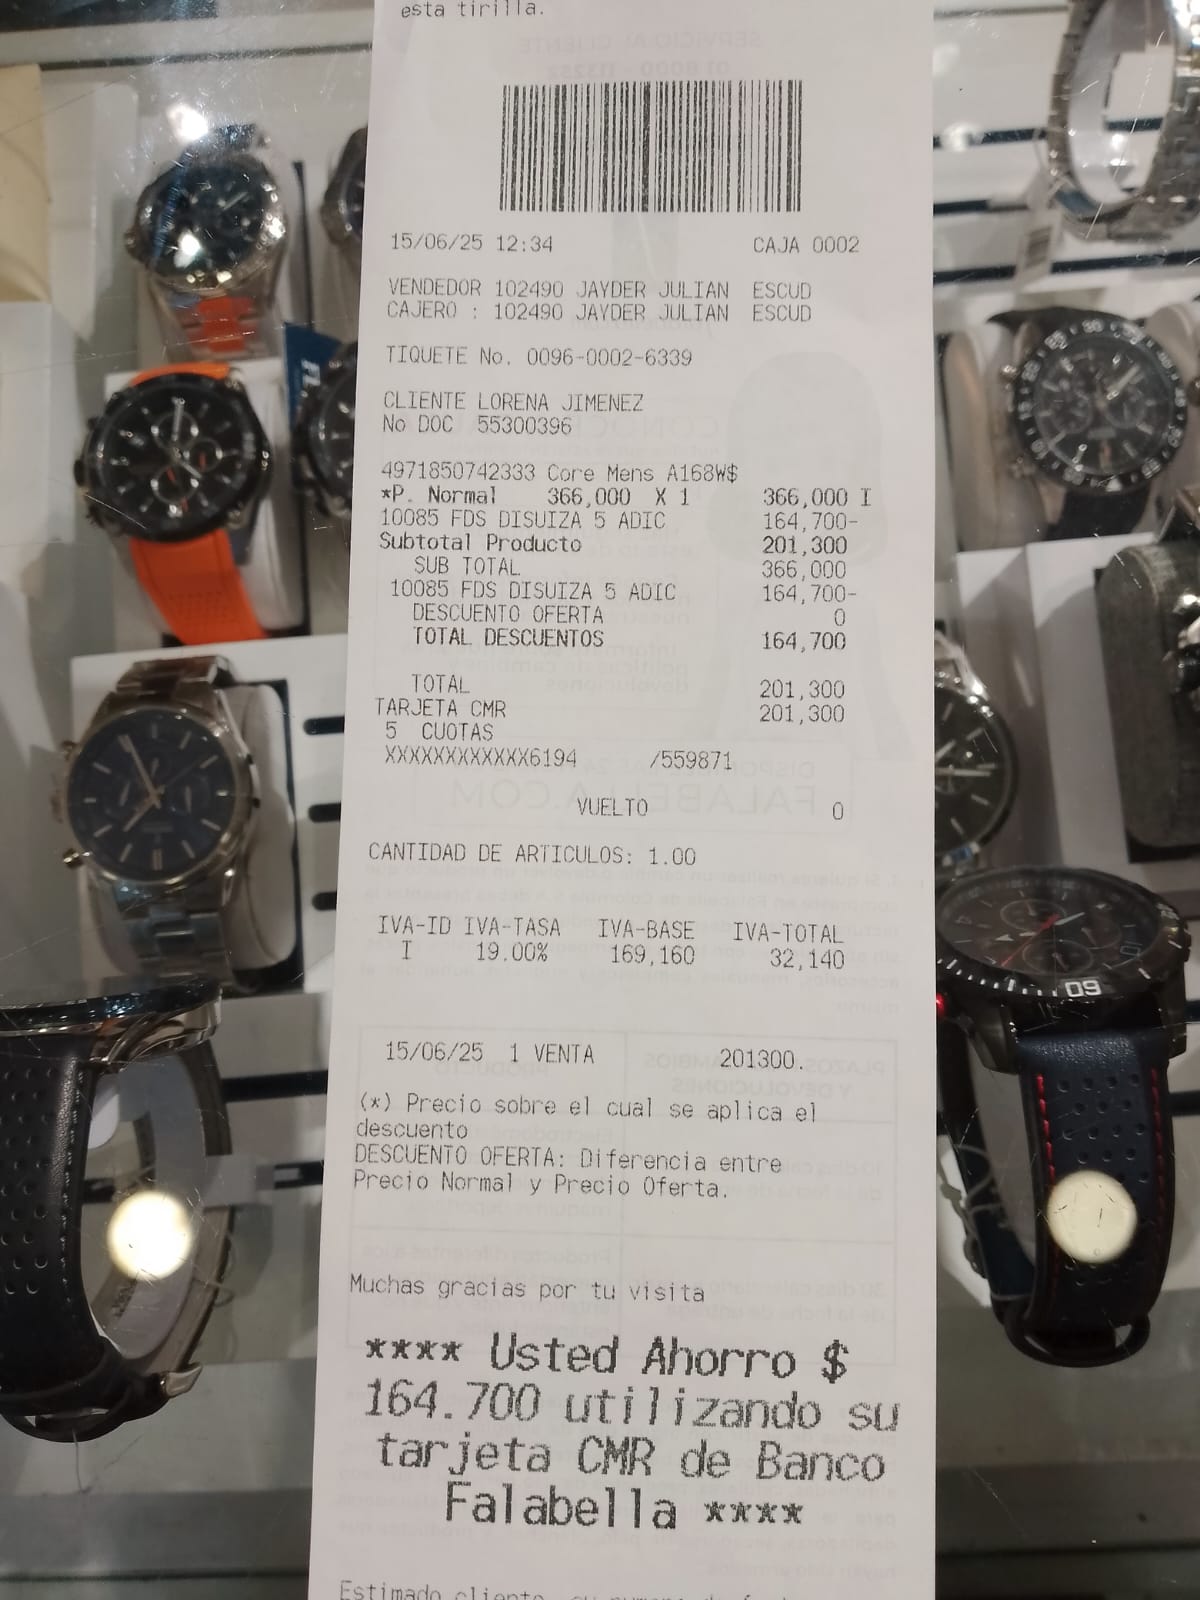 esta tirilla.
15/06/25 12:34 CAJA 0002
VENDEDOR 102490 JAYDER JULIAN ESCUD
CAJERO : 102490 JAYDER JULIAN ESCUD
TIQUETE No. 0096-0002-6339
CLIENTE LORENA JIMENEZ
No DOC 55300396
4971850742333 Core Mens A168W$
*P. Normal 366,000 X 1 366,000 I
10085 FDS DISUIZA 5 ADIC 164,700-
Subtotal Producto 201,300
SUB TOTAL 366,000
10085 FDS DISUIZA 5 ADIC 164,700-
DESCUENTO OFERTA 0
TOTAL DESCUENTOS 164,700
TOTAL 201,300
TARJETA CMR 201,300
5 CUOTAS
XXXXXXXXXXXX6194 /559871
VUELTO 0
CANTIDAD DE ARTICULOS: 1.00
IVA-ID IVA-TASA IVA-BASE IVA-TOTAL
I 19.00% 169,160 32,140
15/06/25 1 VENTA 201300.
(*) Precio sobre el cual se aplica el
descuento
DESCUENTO OFERTA: Diferencia entre
Precio Normal y Precio Oferta.
Muchas gracias por tu visita
**** Usted Ahorro $
164.700 utilizando su
tarjeta CMR de Banco
Falabella ****
Estimado cliente